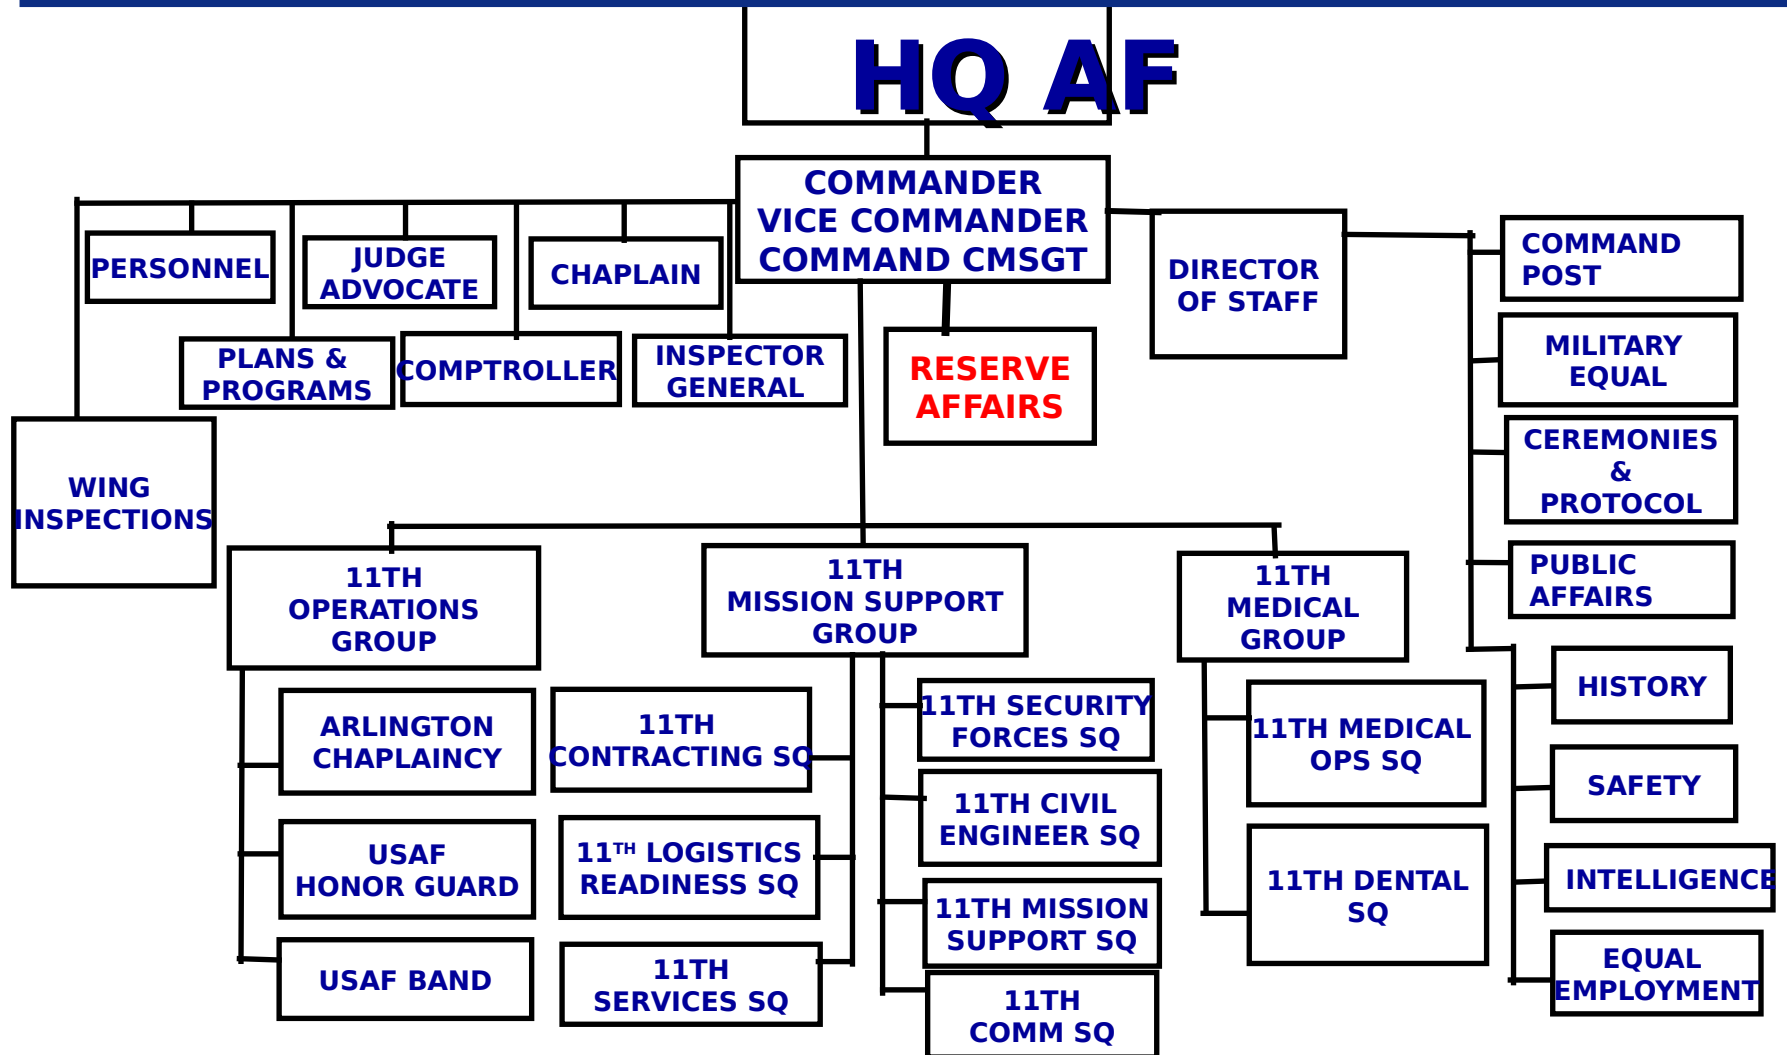 HQ AF
COMMANDER
VICE COMMANDER
COMMAND CMSGT
PERSONNEL
JUDGE
ADVOCATE
CHAPLAIN
PLANS &
PROGRAMS
COMPTROLLER
INSPECTOR
GENERAL
RESERVE
AFFAIRS
DIRECTOR
OF STAFF
COMMAND
POST
MILITARY
EQUAL
CEREMONIES
&
PROTOCOL
PUBLIC
AFFAIRS
WING
INSPECTIONS
11TH
OPERATIONS
GROUP
11TH
MISSION SUPPORT
GROUP
11TH
MEDICAL
GROUP
ARLINGTON
CHAPLAINCY
USAF
HONOR GUARD
USAF BAND
11TH
CONTRACTING SQ
11TH LOGISTICS
READINESS SQ
11TH
SERVICES SQ
11TH SECURITY
FORCES SQ
11TH CIVIL
ENGINEER SQ
11TH MISSION
SUPPORT SQ
11TH
COMM SQ
11TH MEDICAL
OPS SQ
11TH DENTAL
SQ
HISTORY
SAFETY
INTELLIGENCE
EQUAL
EMPLOYMENT